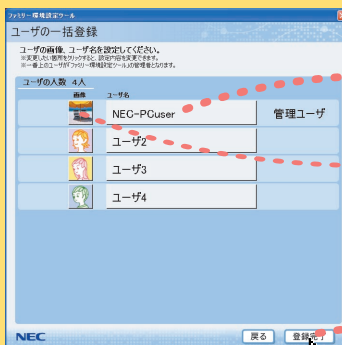 ファミリー環境設定ツール
ユーザの一括登録
ユーザの画像、ユーザ名を設定してください。
※変更したい箇所をクリックすると、設定内容を変更できます。
※一番上のユーザが「ファミリー環境設定ツール」の管理者となります。
ユーザの人数 4人
画像 ユーザ名
NEC-PCuser 管理ユーザ
ユーザ2
ユーザ3
ユーザ4
NEC 戻る 登録完了